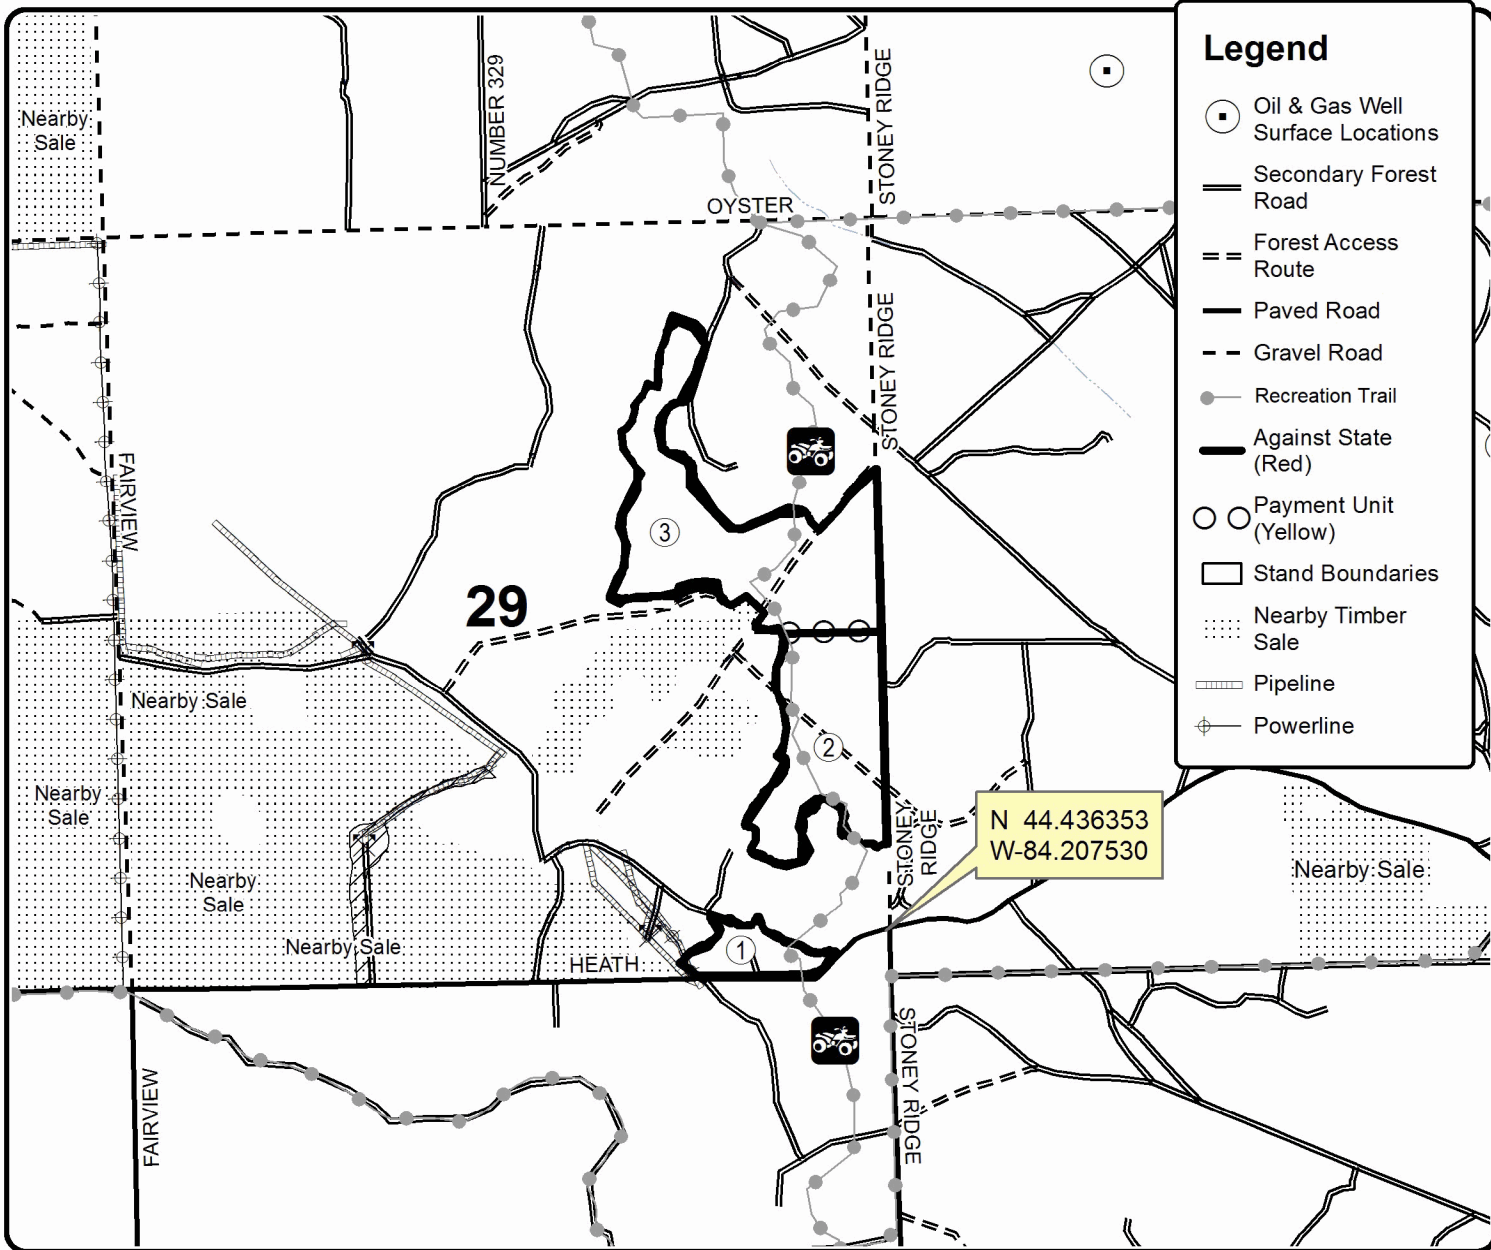 Legend
Oil & Gas Well
Surface Locations
Secondary Forest
Road
Forest Access
Route
Paved Road
Gravel Road
Recreation Trail
Against State
(Red)
Payment Unit
(Yellow)
Stand Boundaries
Nearby Timber
Sale
Pipeline
Powerline
Nearby
Sale
NUMBER 329
STONEY RIDGE
OYSTER
STONEY RIDGE
FAIRVIEW
3
29
Nearby Sale
2
Nearby
Sale
STONEY
RIDGE
N 44.436353
W-84.207530
Nearby Sale
Nearby
Sale
Nearby Sale
HEATH
1
STONEY RIDGE
FAIRVIEW